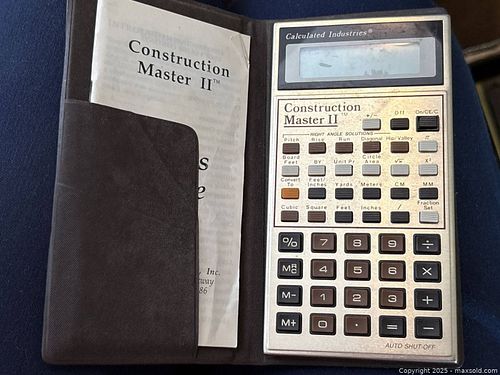 Construction
Master II™
s
e
, Inc.
way
86
Calculated Industries®
Construction
Master II™
+/- Off On/CE/C
RIGHT ANGLE SOLUTIONS
Pitch Rise Run Diagonal Hip/Valley π
Board Feet BY Unit Pr. Circle Area √x X²
Convert To Feet/Inches Yards Meters CM MM
Cubic Square Feet Inches / Fraction Set
% 7 8 9 ÷
4 5 6 X
M- 1 2 3 +
M+ 0 . = −
AUTO SHUT-OFF
Copyright 2025 - maxsold.com